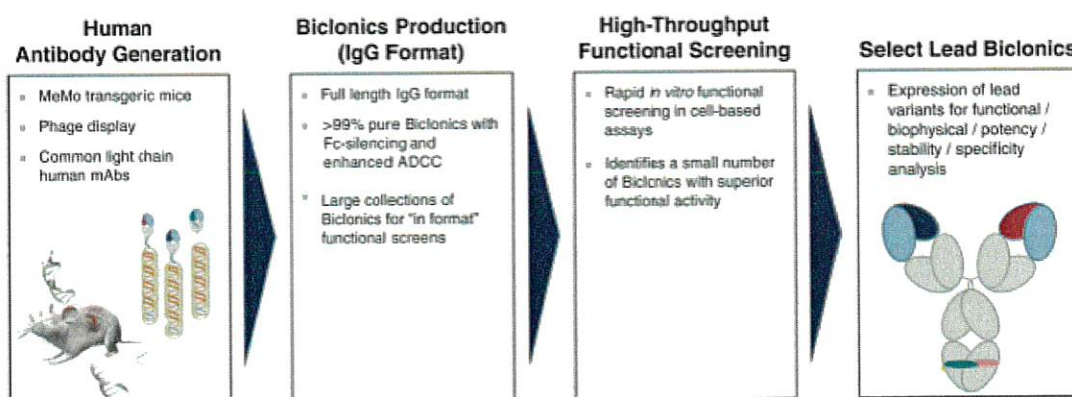 Human
Antibody Generation
MeMo transgeric mice
Phage display
Common light chain
human mAbs
Biclonics Production
(IgG Format)
Full length IgG format
>99% pure Biclonics with
Fc-silencing and
enhanced ADCC
Large collections of
Biclonics for "in format"
functional screens
High-Throughput
Functional Screening
Rapid in vitro functional
screening in cell-based
assays
Identifies a small number
of Biclonics with superior
functional activity
Select Lead Biclonics
Expression of lead
variants for functional /
biophysical / potency /
stability / specificity
analysis